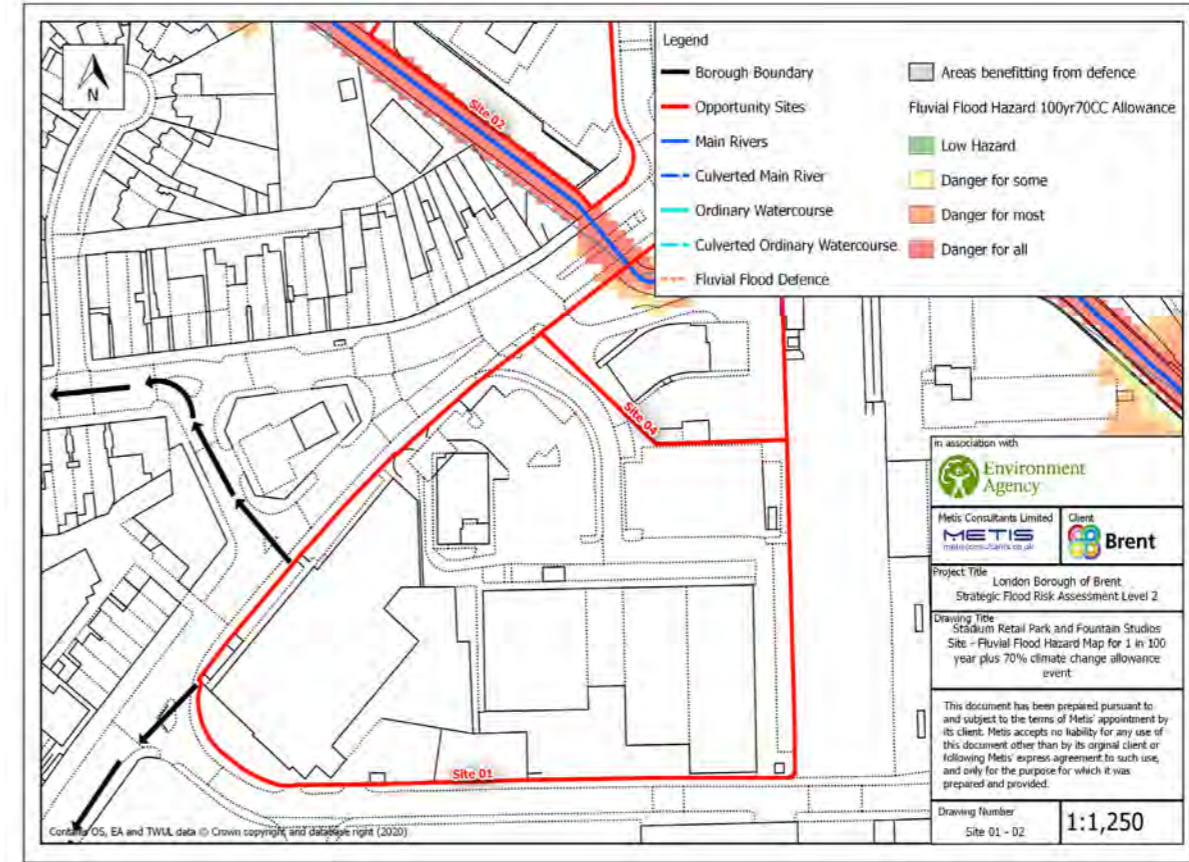 N
Site 02
Site 04
Site 01
Contains OS, EA and TWUL data © Crown copyright and database right (2020)
Legend
Borough Boundary
Opportunity Sites
Main Rivers
Culverted Main River
Ordinary Watercourse
Culverted Ordinary Watercourse
Fluvial Flood Defence
Areas benefitting from defence
Fluvial Flood Hazard 100yr70CC Allowance
Low Hazard
Danger for some
Danger for most
Danger for all
in association with
Environment
Agency
Metis Consultants Limited
METIS
metisconsultants.co.uk
Client
Brent
Project Title
London Borough of Brent
Strategic Flood Risk Assessment Level 2
Drawing Title
Stadium Retail Park and Fountain Studios
Site - Fluvial Flood Hazard Map for 1 in 100
year plus 70% climate change allowance
event
This document has been prepared pursuant to
and subject to the terms of Metis' appointment by
its client. Metis accepts no liability for any use of
this document other than by its orginal client or
following Metis' express agreement to such use,
and only for the purpose for which it was
prepared and provided.
Drawing Number
Site 01 - 02
1:1,250